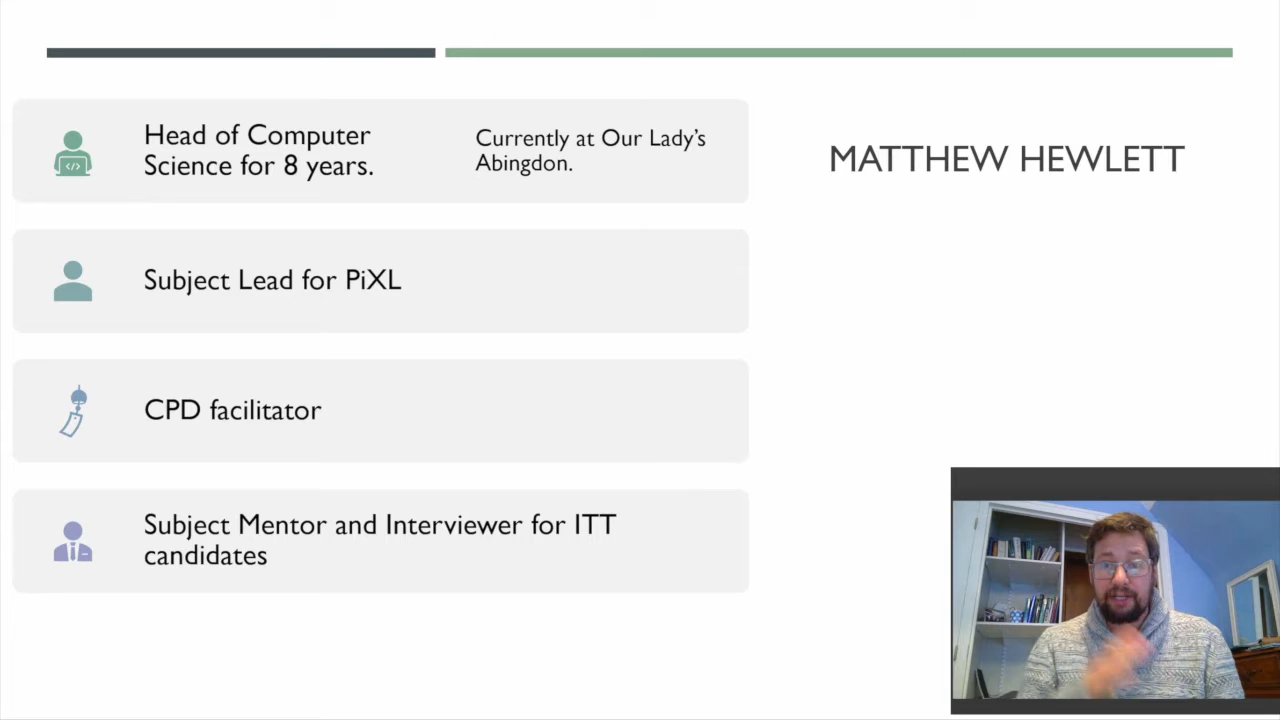 Head of Computer
Science for 8 years.
Currently at Our Lady's
Abingdon.
MATTHEW HEWLETT
Subject Lead for PiXL
CPD facilitator
Subject Mentor and Interviewer for ITT
candidates